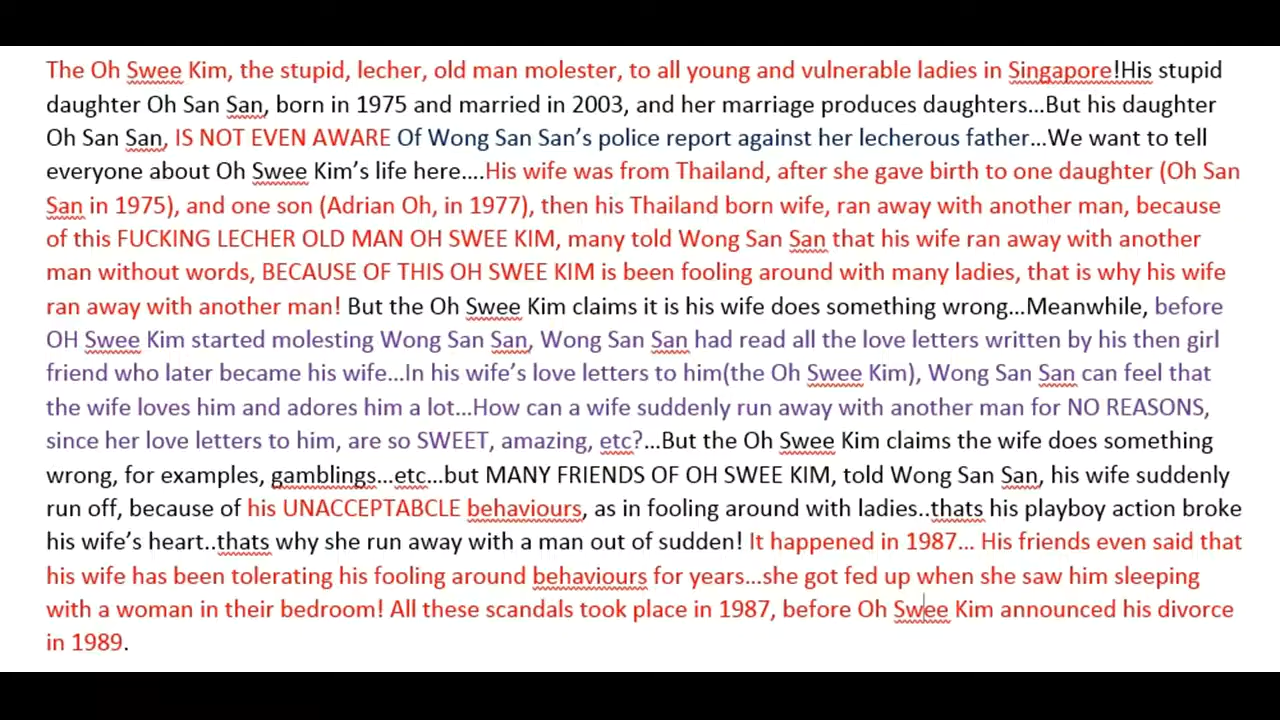 The Oh Swee Kim, the stupid, lecher, old man molester, to all young and vulnerable ladies in Singapore!His stupid
daughter Oh San San, born in 1975 and married in 2003, and her marriage produces daughters...But his daughter
Oh San San, IS NOT EVEN AWARE Of Wong San San’s police report against her lecherous father...We want to tell
everyone about Oh Swee Kim’s life here....His wife was from Thailand, after she gave birth to one daughter (Oh San
San in 1975), and one son (Adrian Oh, in 1977), then his Thailand born wife, ran away with another man, because
of this FUCKING LECHER OLD MAN OH SWEE KIM, many told Wong San San that his wife ran away with another
man without words, BECAUSE OF THIS OH SWEE KIM is been fooling around with many ladies, that is why his wife
ran away with another man! But the Oh Swee Kim claims it is his wife does something wrong...Meanwhile, before
OH Swee Kim started molesting Wong San San, Wong San San had read all the love letters written by his then girl
friend who later became his wife...In his wife’s love letters to him(the Oh Swee Kim), Wong San San can feel that
the wife loves him and adores him a lot...How can a wife suddenly run away with another man for NO REASONS,
since her love letters to him, are so SWEET, amazing, etc?...But the Oh Swee Kim claims the wife does something
wrong, for examples, gamblings...etc...but MANY FRIENDS OF OH SWEE KIM, told Wong San San, his wife suddenly
run off, because of his UNACCEPTABCLE behaviours, as in fooling around with ladies..thats his playboy action broke
his wife’s heart..thats why she run away with a man out of sudden! It happened in 1987... His friends even said that
his wife has been tolerating his fooling around behaviours for years...she got fed up when she saw him sleeping
with a woman in their bedroom! All these scandals took place in 1987, before Oh Swee Kim announced his divorce
in 1989.